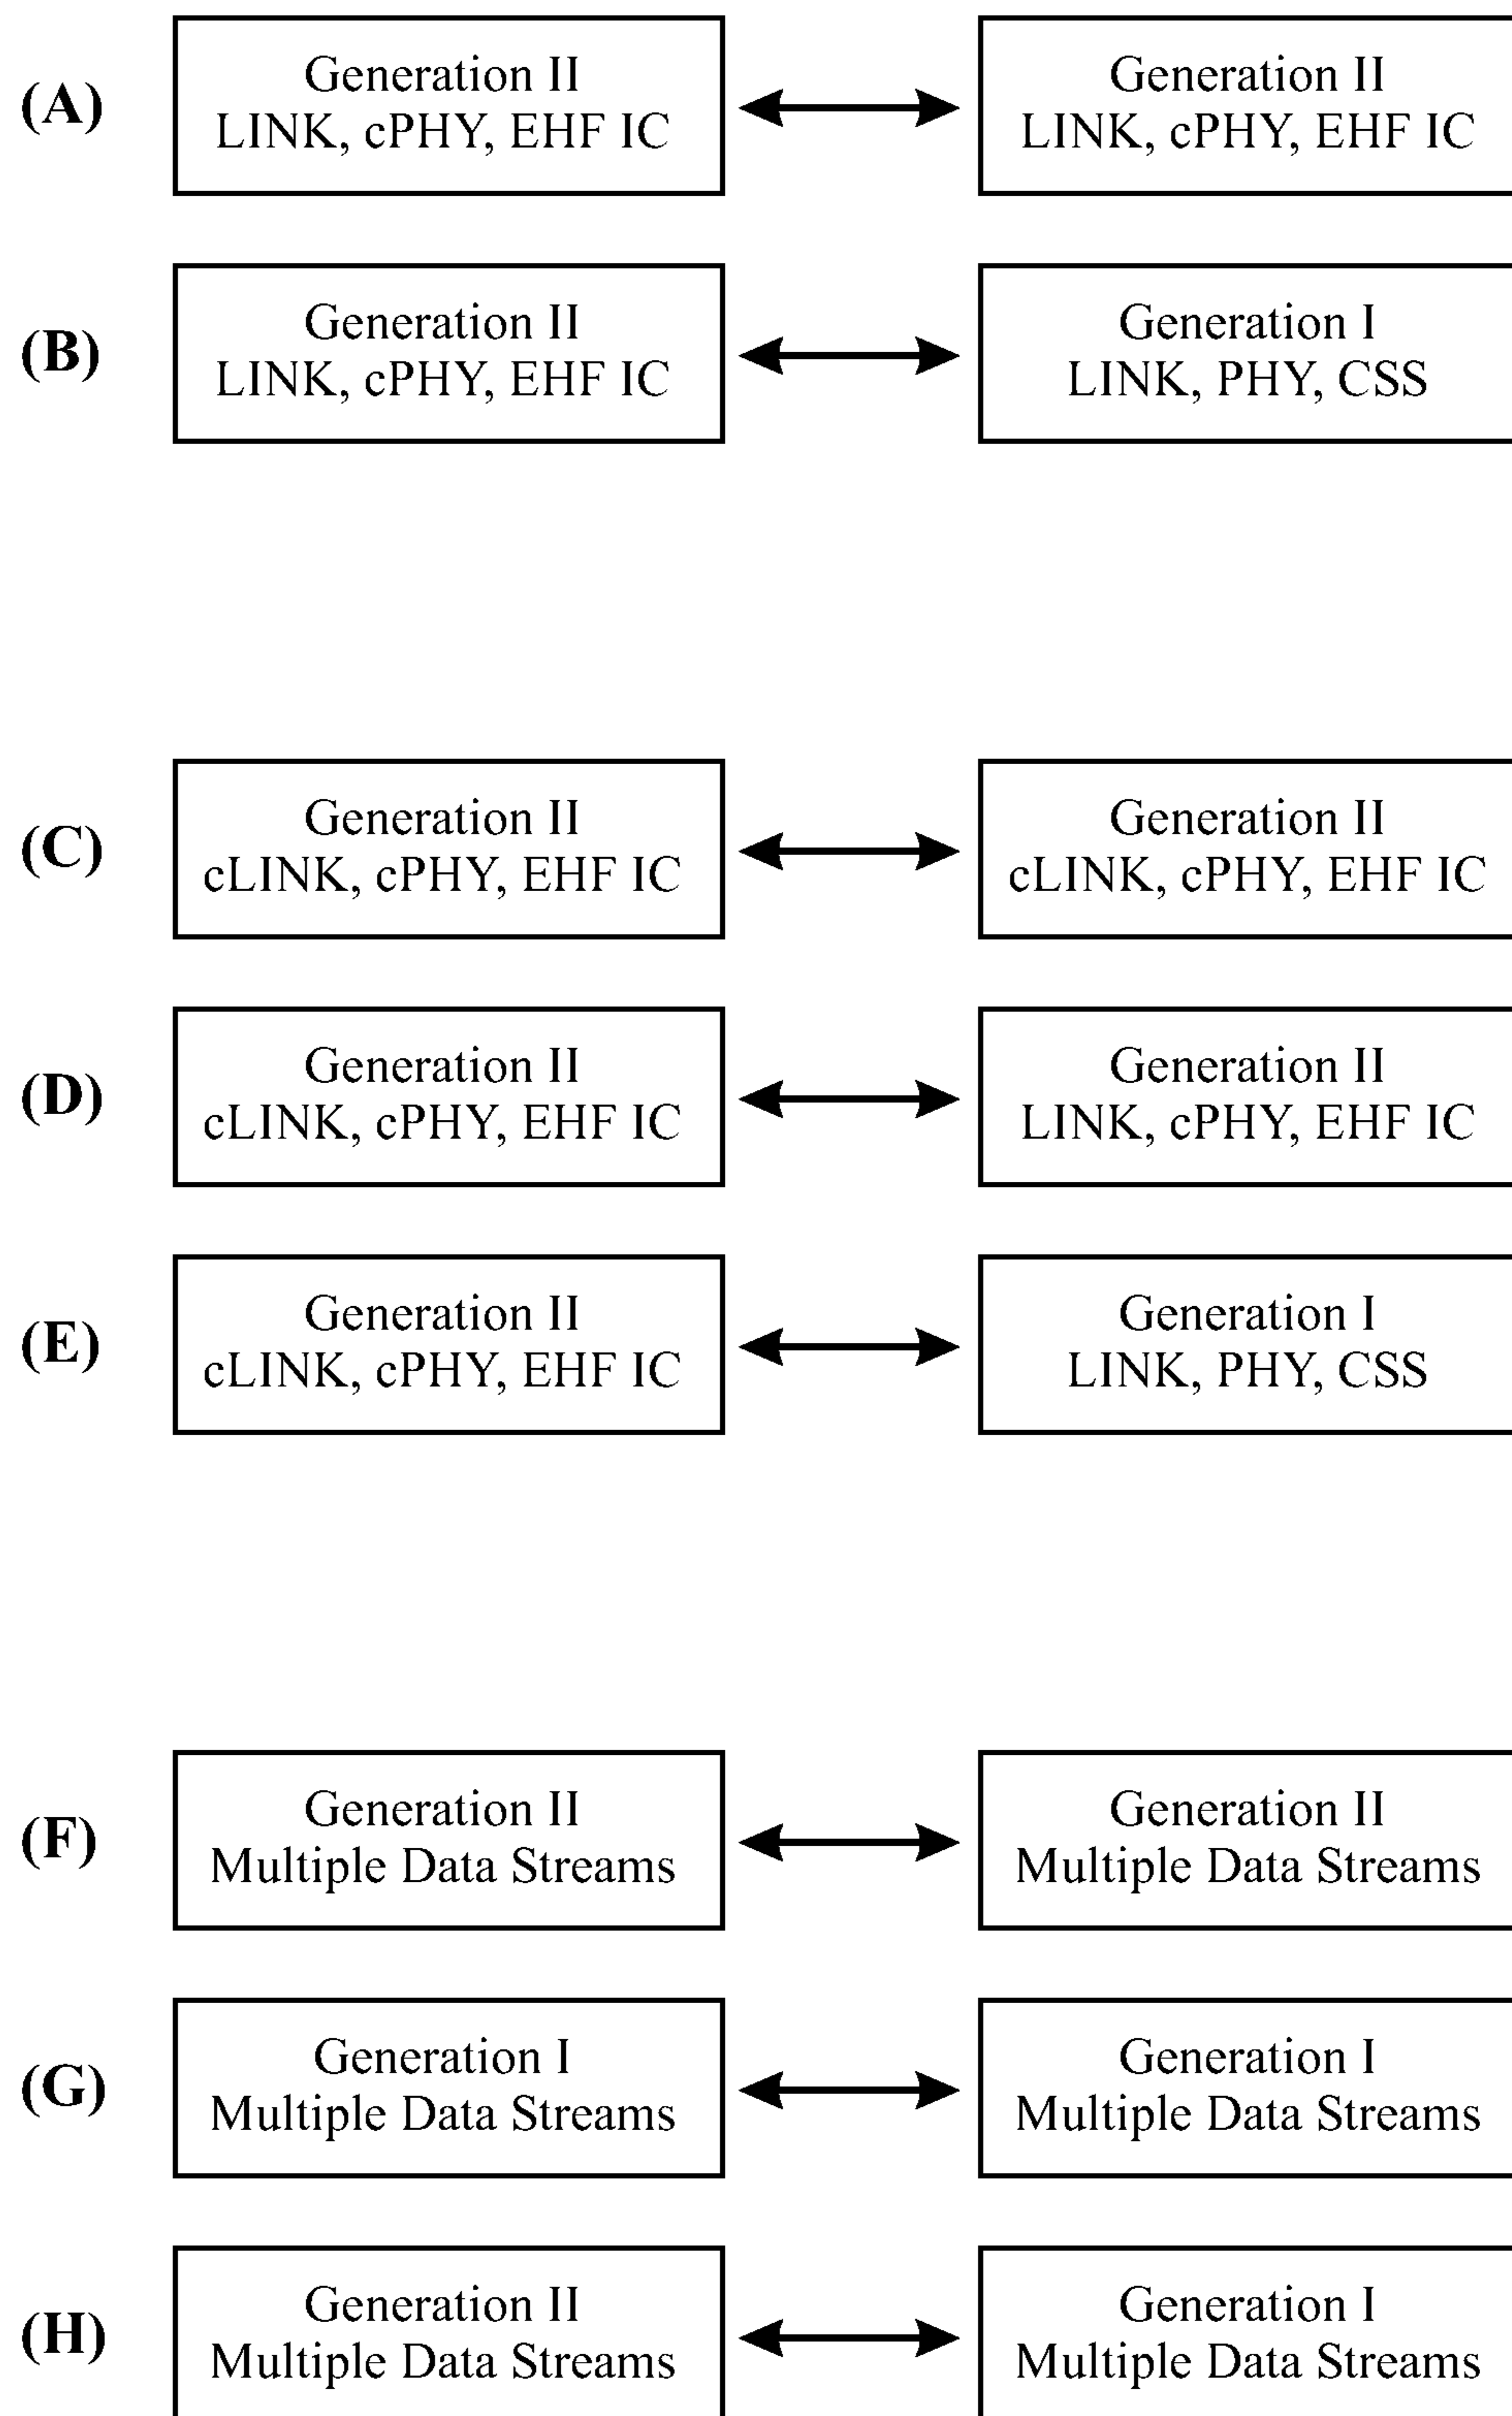 (A)
Generation II
LINK, cPHY, EHF IC
Generation II
LINK, cPHY, EHF IC
(B)
Generation II
LINK, cPHY, EHF IC
Generation I
LINK, PHY, CSS
(C)
Generation II
cLINK, cPHY, EHF IC
Generation II
cLINK, cPHY, EHF IC
(D)
Generation II
cLINK, cPHY, EHF IC
Generation II
LINK, cPHY, EHF IC
(E)
Generation II
cLINK, cPHY, EHF IC
Generation I
LINK, PHY, CSS
(F)
Generation II
Multiple Data Streams
Generation II
Multiple Data Streams
(G)
Generation I
Multiple Data Streams
Generation I
Multiple Data Streams
(H)
Generation II
Multiple Data Streams
Generation I
Multiple Data Streams